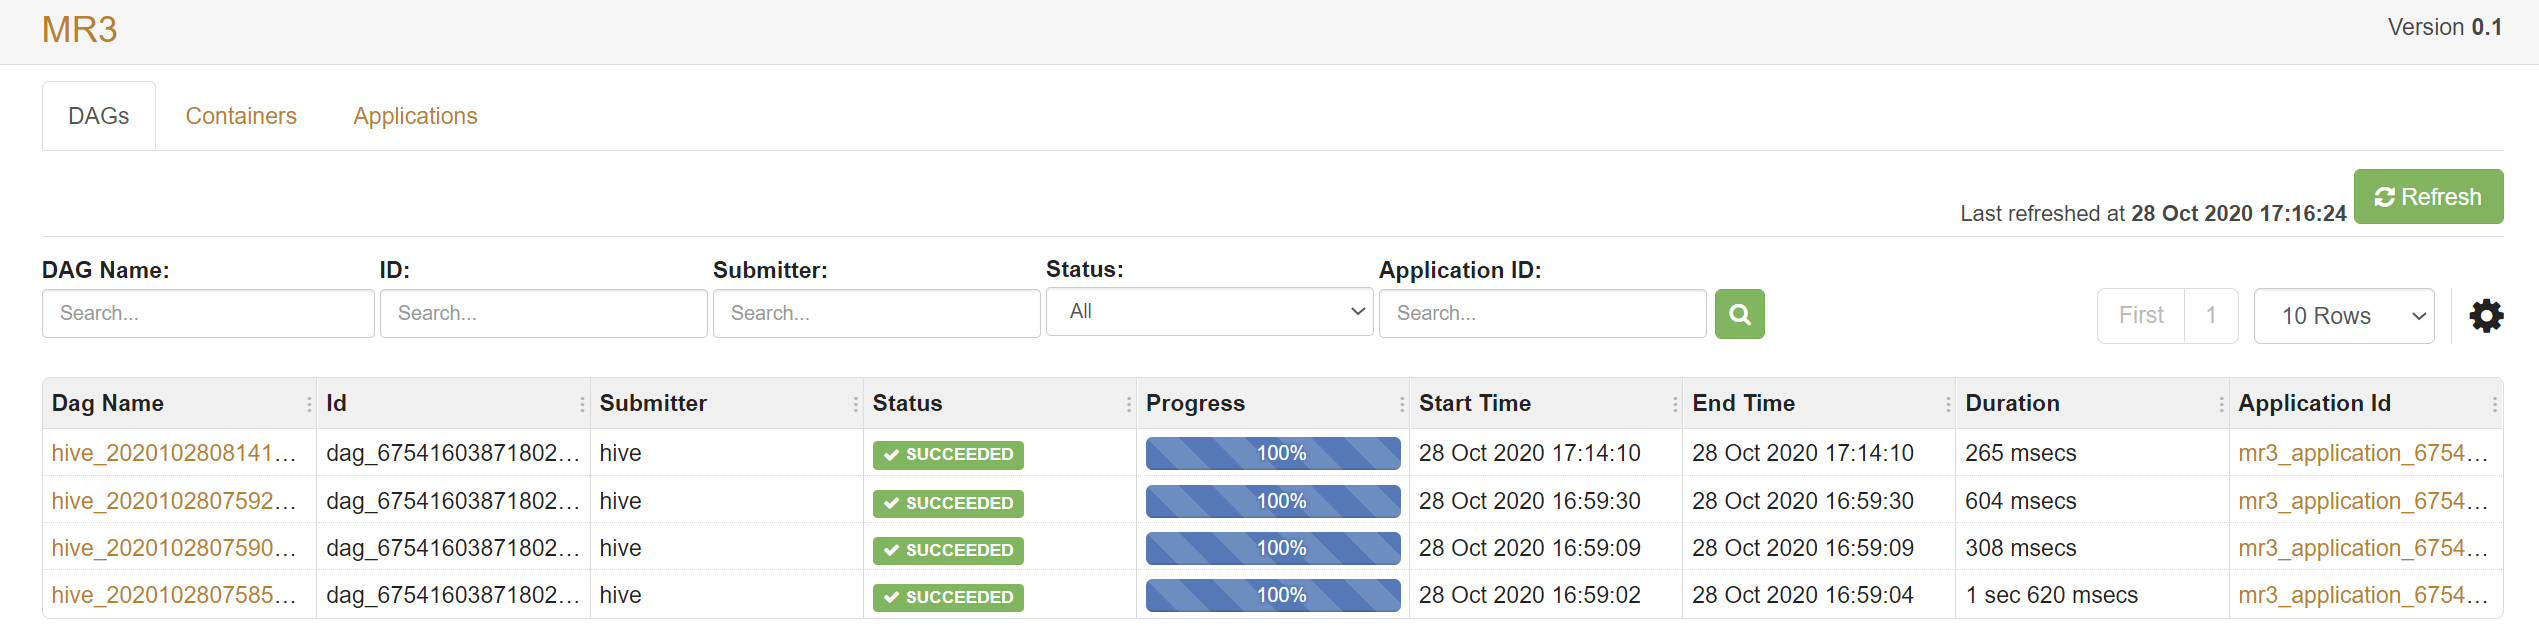 MR3
Version 0.1
DAGs Containers Applications
Last refreshed at 28 Oct 2020 17:16:24 Refresh
DAG Name: ID: Submitter: Status: Application ID:
Search... Search... Search... All Search... First 1 10 Rows
Dag Name Id Submitter Status Progress Start Time End Time Duration Application Id
hive_2020102808141... dag_67541603871802... hive SUCCEEDED 100% 28 Oct 2020 17:14:10 28 Oct 2020 17:14:10 265 msecs mr3_application_6754...
hive_2020102807592... dag_67541603871802... hive SUCCEEDED 100% 28 Oct 2020 16:59:30 28 Oct 2020 16:59:30 604 msecs mr3_application_6754...
hive_2020102807590... dag_67541603871802... hive SUCCEEDED 100% 28 Oct 2020 16:59:09 28 Oct 2020 16:59:09 308 msecs mr3_application_6754...
hive_2020102807585... dag_67541603871802... hive SUCCEEDED 100% 28 Oct 2020 16:59:02 28 Oct 2020 16:59:04 1 sec 620 msecs mr3_application_6754...